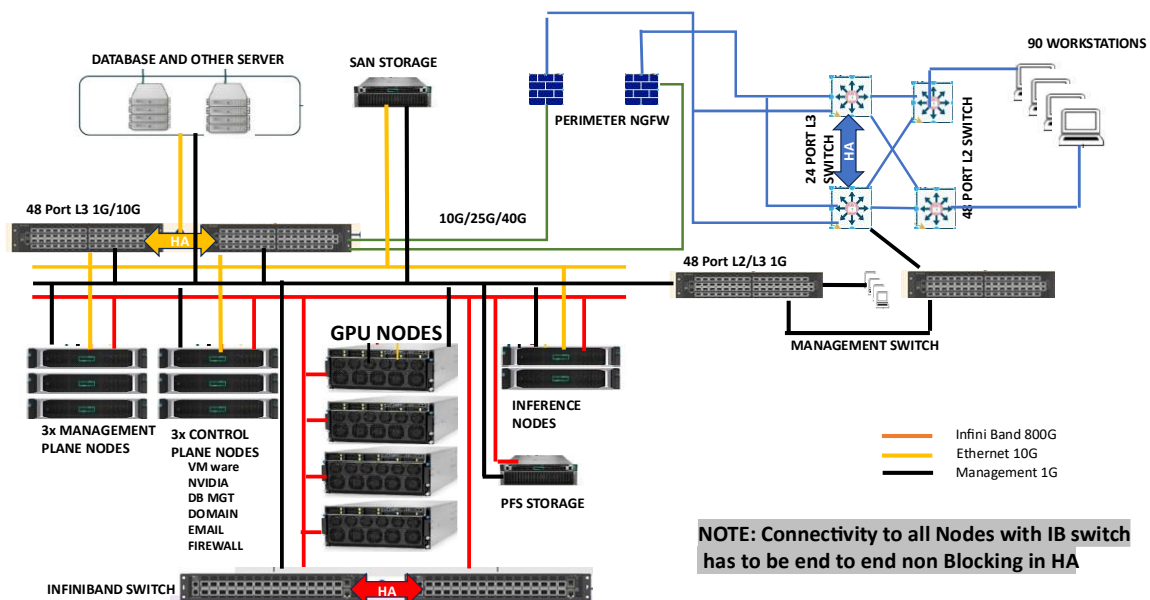 90 WORKSTATIONS
DATABASE AND OTHER SERVER
SAN STORAGE
PERIMETER NGFW
24 PORT L3
SWITCH
HA
48 PORT L2 SWITCH
48 Port L3 1G/10G
HA
10G/25G/40G
48 Port L2/L3 1G
MANAGEMENT SWITCH
GPU NODES
3x MANAGEMENT
PLANE NODES
3x CONTROL
PLANE NODES
VM ware
NVIDIA
DB MGT
DOMAIN
EMAIL
FIREWALL
INFERENCE
NODES
PFS STORAGE
Infini Band 800G
Ethernet 10G
Management 1G
NOTE: Connectivity to all Nodes with IB switch
has to be end to end non Blocking in HA
INFINIBAND SWITCH
HA